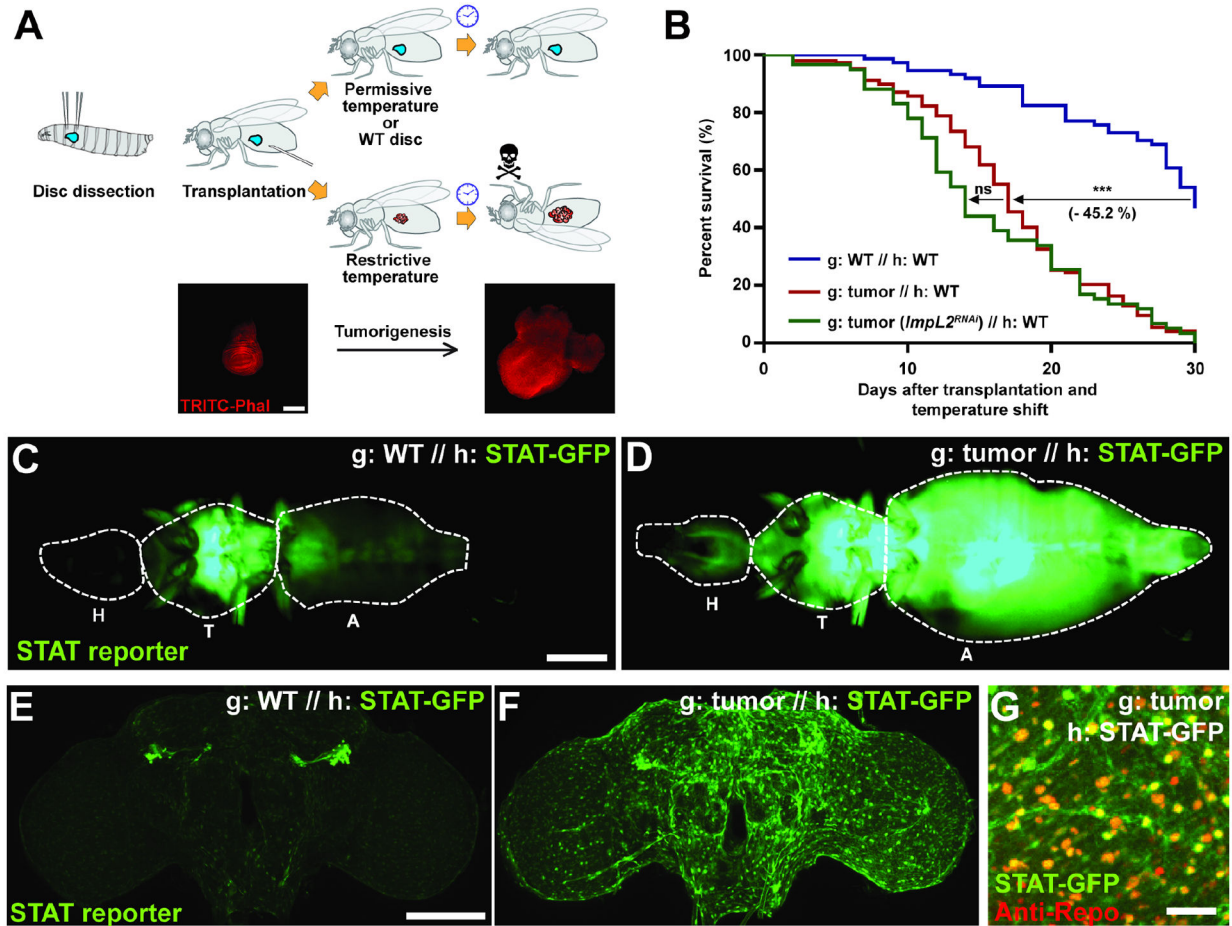 A
Disc dissection
Transplantation
Permissive
temperature
or
WT disc
Restrictive
temperature
Tumorigenesis
TRITC-Phal
B
Percent survival (%)
100
80
60
40
20
0
0
10
20
30
Days after transplantation and
temperature shift
ns
***
(- 45.2 %)
g: WT // h: WT
g: tumor // h: WT
g: tumor (ImpL2RNAi) // h: WT
C
g: WT // h: STAT-GFP
H
T
A
STAT reporter
D
g: tumor // h: STAT-GFP
H
T
A
E
g: WT // h: STAT-GFP
STAT reporter
F
g: tumor // h: STAT-GFP
G
g: tumor
h: STAT-GFP
STAT-GFP
Anti-Repo